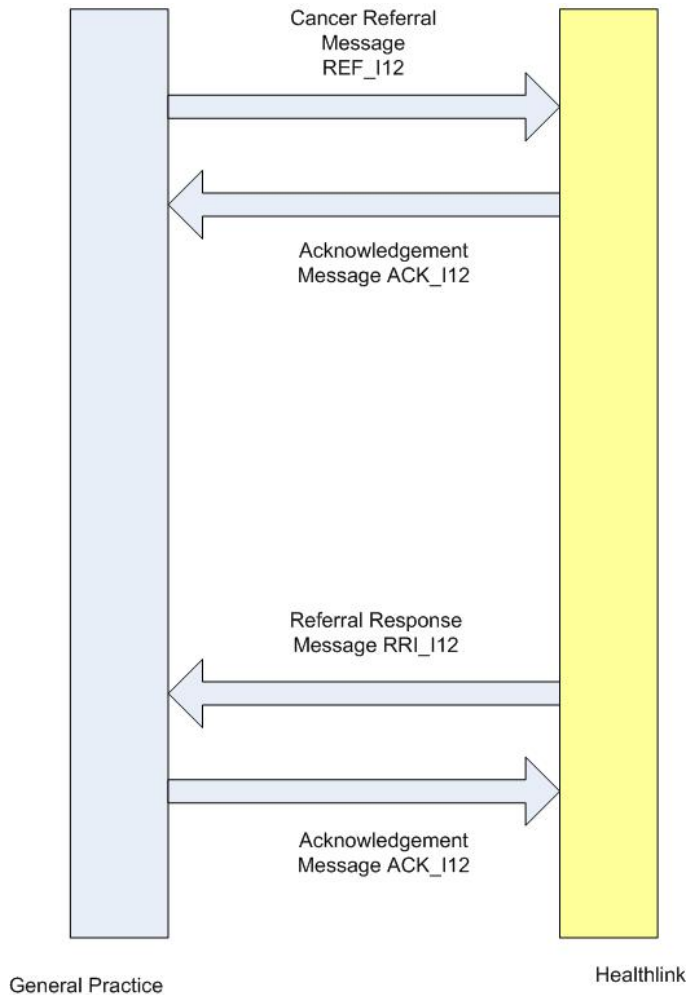 Cancer Referral
Message
REF_I12
Acknowledgement
Message ACK_I12
Referral Response
Message RRI_I12
Acknowledgement
Message ACK_I12
General Practice
Healthlink